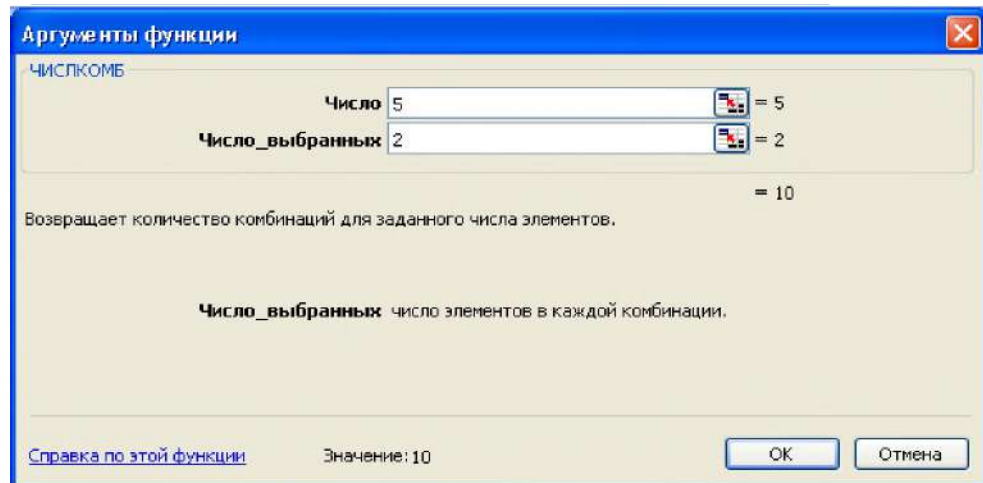 Аргументы функции
ЧИСЛКОМБ
Число 5 = 5
Число_выбранных 2 = 2
= 10
Возвращает количество комбинаций для заданного числа элементов.
Число_выбранных число элементов в каждой комбинации.
Справка по этой функции Значение:10 OK Отмена